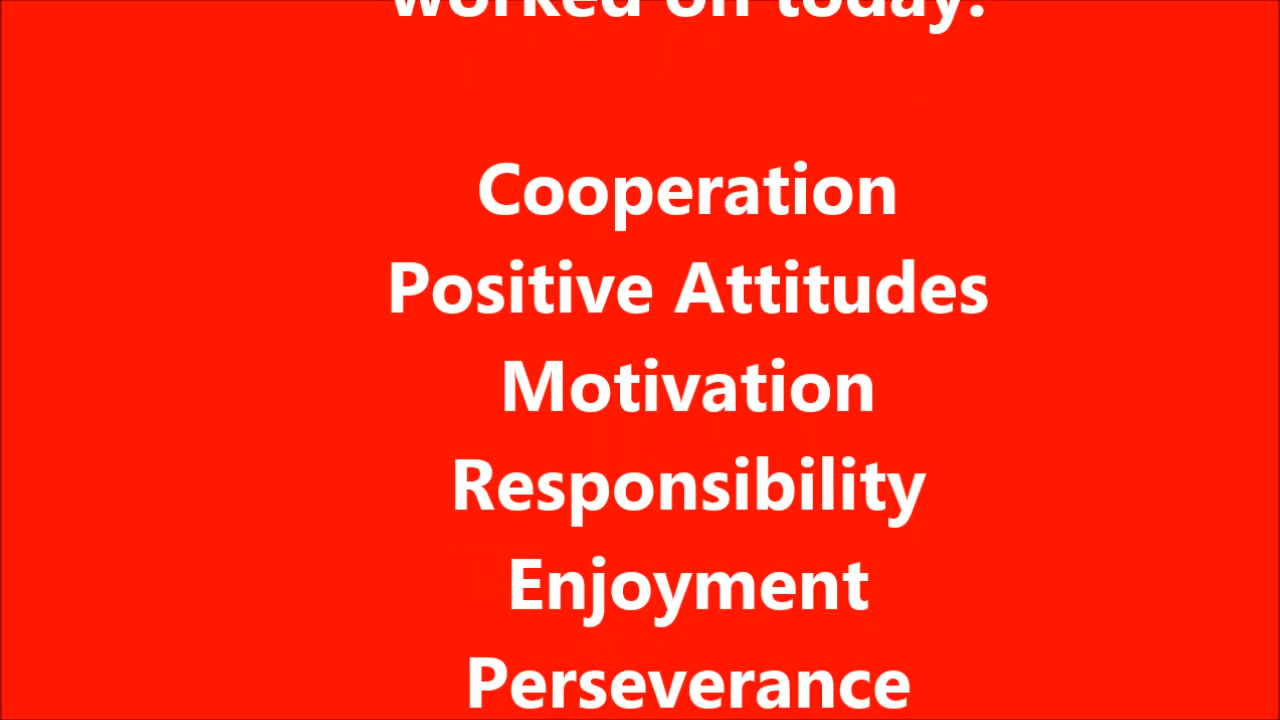 worked on today:
Cooperation
Positive Attitudes
Motivation
Responsibility
Enjoyment
Perseverance